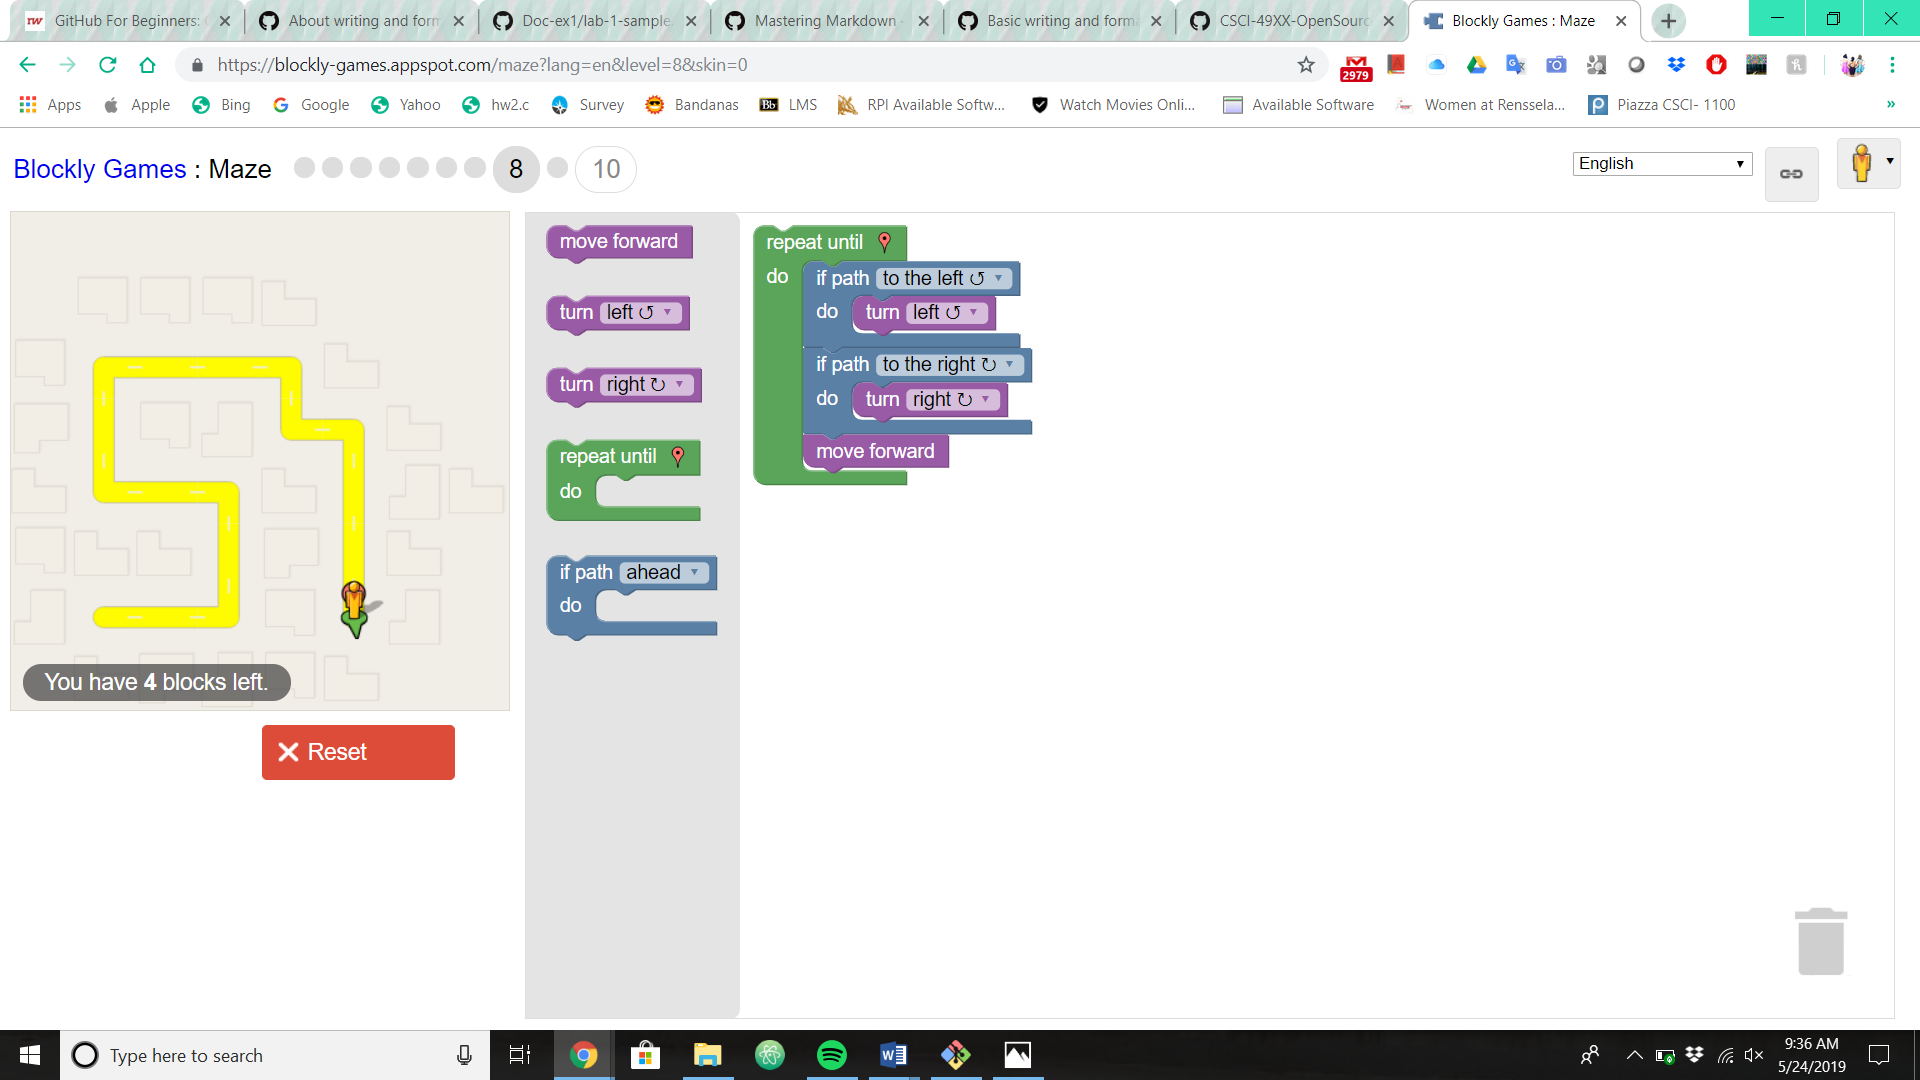 GitHub For Beginners:
About writing and form
Doc-ex1/lab-1-sample.
Mastering Markdown
Basic writing and forma
CSCI-49XX-OpenSourc
Blockly Games : Maze
https://blockly-games.appspot.com/maze?lang=en&level=8&skin=0
2979
Apps
Apple
Bing
Google
Yahoo
hw2.c
Survey
Bandanas
Bb
LMS
RPI Available Softw...
Watch Movies Onli...
Available Software
Women at Renssela...
Piazza CSCI- 1100
»
Blockly Games : Maze
8
10
English
move forward
turn left ↺
turn right ↻
repeat until
do
if path ahead
do
repeat until
do
if path to the left ↺
do turn left ↺
if path to the right ↻
do turn right ↻
move forward
You have 4 blocks left.
Reset
Type here to search
9:36 AM
5/24/2019